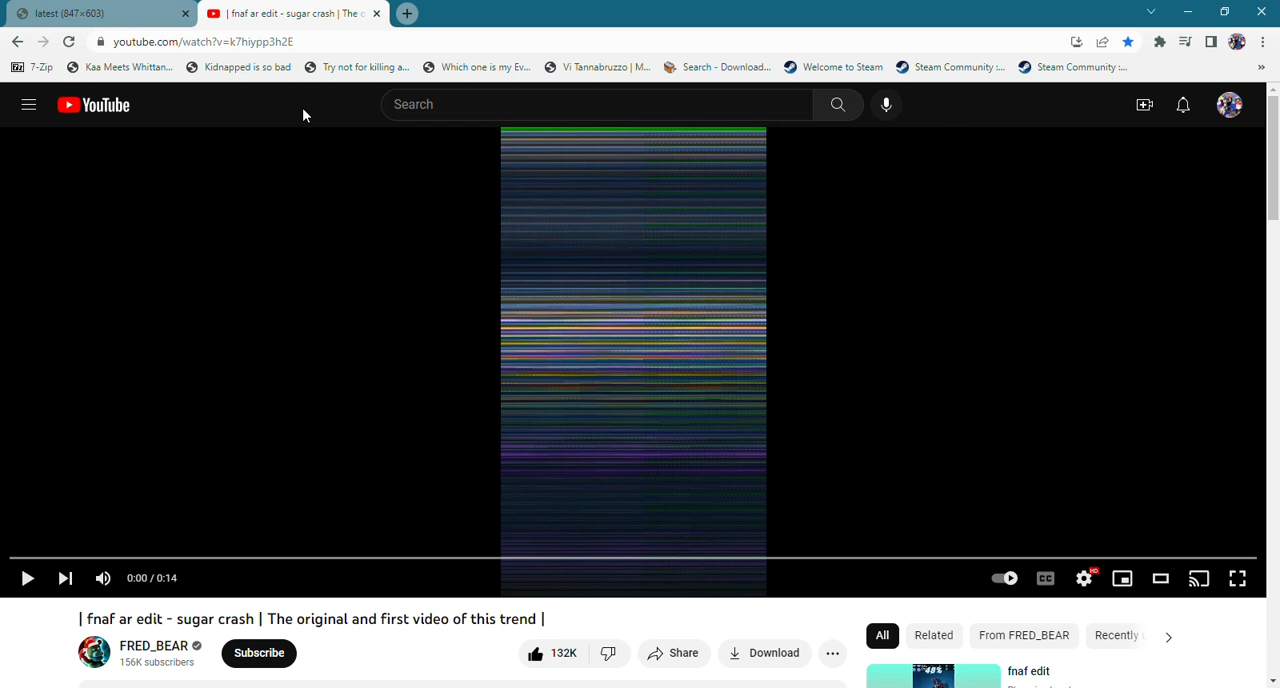 latest (847×603)
| fnaf ar edit - sugar crash | The o
youtube.com/watch?v=k7hiypp3h2E
7-Zip
Kaa Meets Whittan...
Kidnapped is so bad
Try not for killing a...
Which one is my Ev...
Vi Tannabruzzo | M...
Search - Download...
Welcome to Steam
Steam Community :...
Steam Community :...
YouTube
Search
0:00 / 0:14
CC
HD
| fnaf ar edit - sugar crash | The original and first video of this trend |
FRED_BEAR
156K subscribers
Subscribe
132K
Share
Download
All
Related
From FRED_BEAR
Recently
48%
fnaf edit